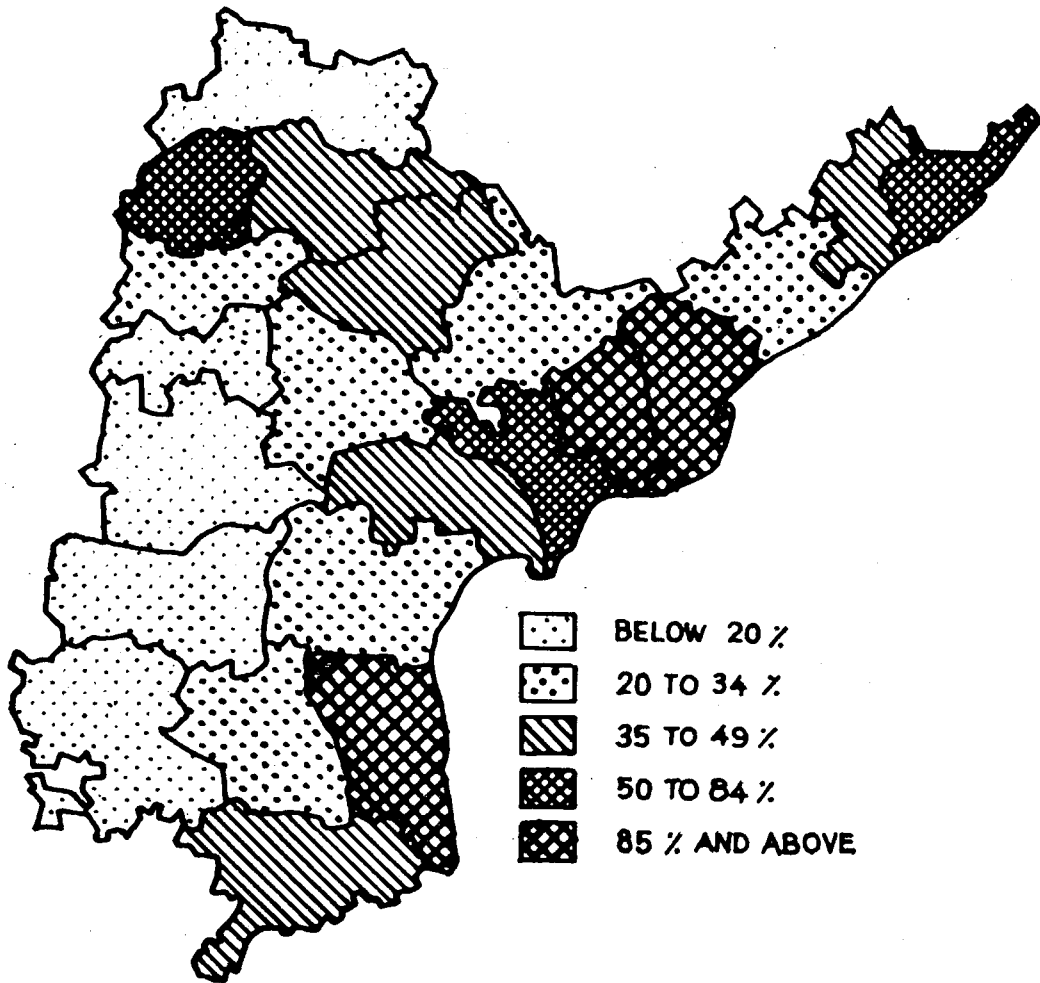 BELOW 20 %
20 TO 34 %
35 TO 49 %
50 TO 84 %
85 % AND ABOVE